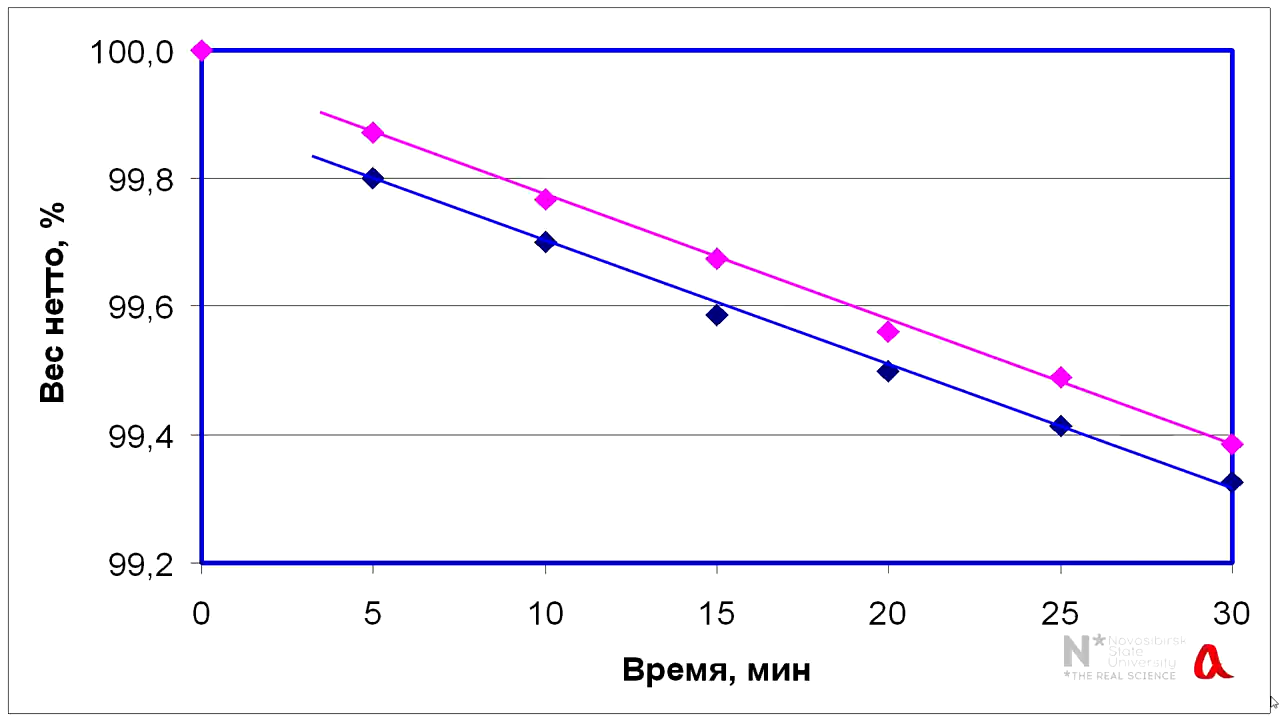 100,0
99,8
99,6
99,4
99,2
Вес нетто, %
0 5 10 15 20 25 30
Время, мин
N* Novosibirsk
State
University
*THE REAL SCIENCE